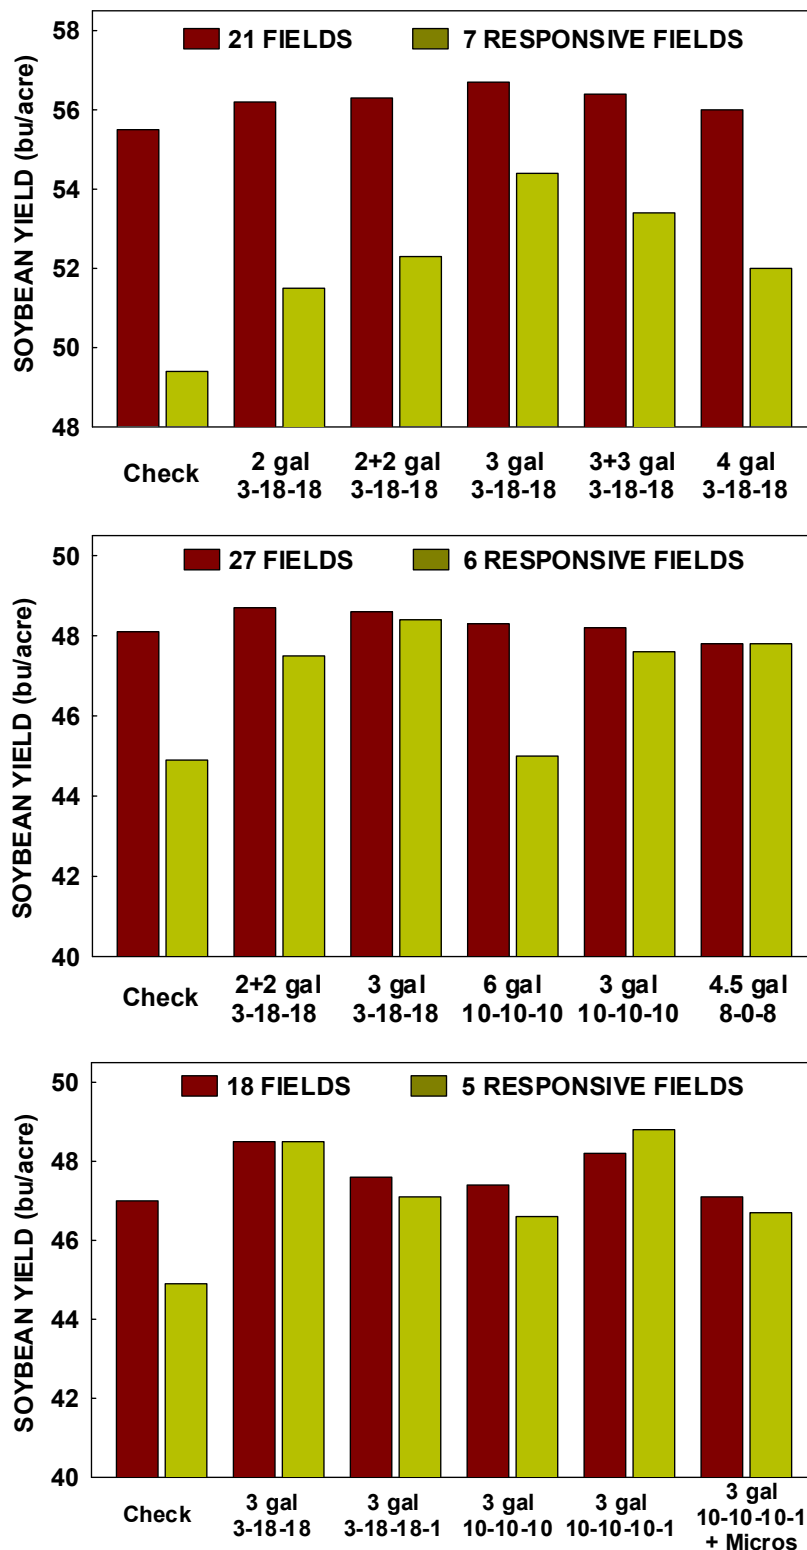 SOYBEAN YIELD (bu/acre)
21 FIELDS 7 RESPONSIVE FIELDS
58
56
54
52
50
48
Check 2 gal 2+2 gal 3 gal 3+3 gal 4 gal
3-18-18 3-18-18 3-18-18 3-18-18 3-18-18
SOYBEAN YIELD (bu/acre)
27 FIELDS 6 RESPONSIVE FIELDS
50
48
46
44
42
40
Check 2+2 gal 3 gal 6 gal 3 gal 4.5 gal
3-18-18 3-18-18 10-10-10 10-10-10 8-0-8
SOYBEAN YIELD (bu/acre)
18 FIELDS 5 RESPONSIVE FIELDS
50
48
46
44
42
40
Check 3 gal 3 gal 3 gal 3 gal 3 gal
3-18-18 3-18-18-1 10-10-10 10-10-10-1 10-10-10-1
+ Micros